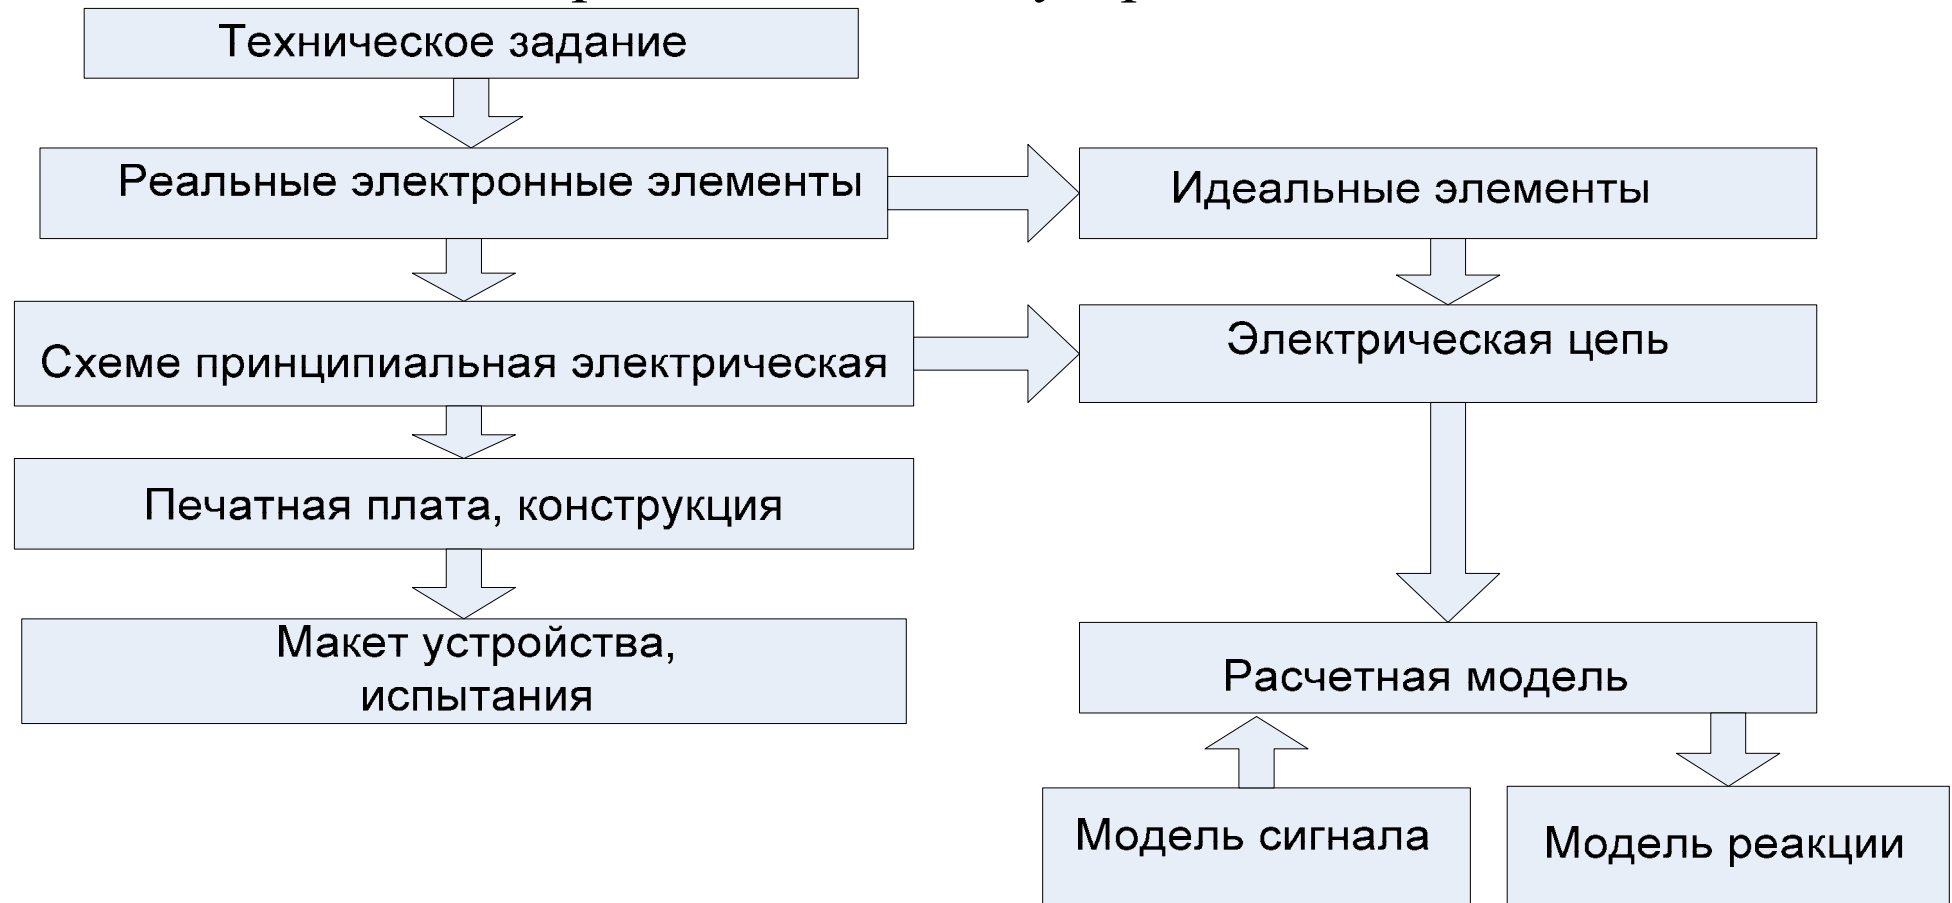 Техническое задание
Реальные электронные элементы
Идеальные элементы
Схеме принципиальная электрическая
Электрическая цепь
Печатная плата, конструкция
Макет устройства,
испытания
Расчетная модель
Модель сигнала
Модель реакции